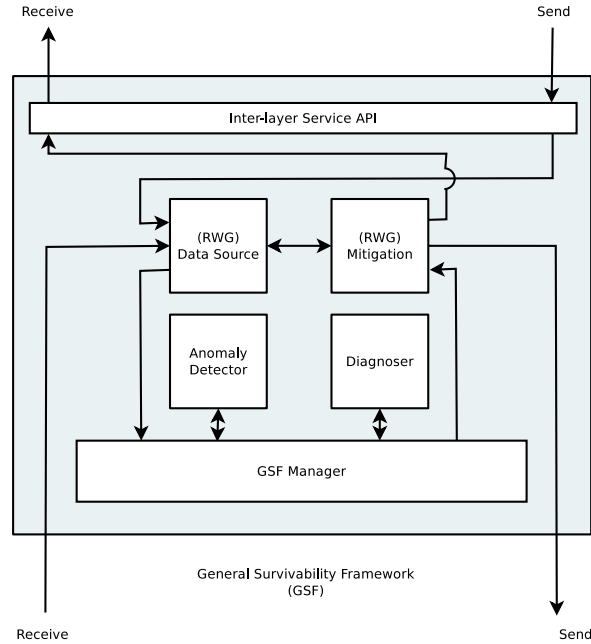 Receive
Send
Inter-layer Service API
(RWG)
Data Source
(RWG)
Mitigation
Anomaly
Detector
Diagnoser
GSF Manager
General Survivability Framework
(GSF)
Receive
Send